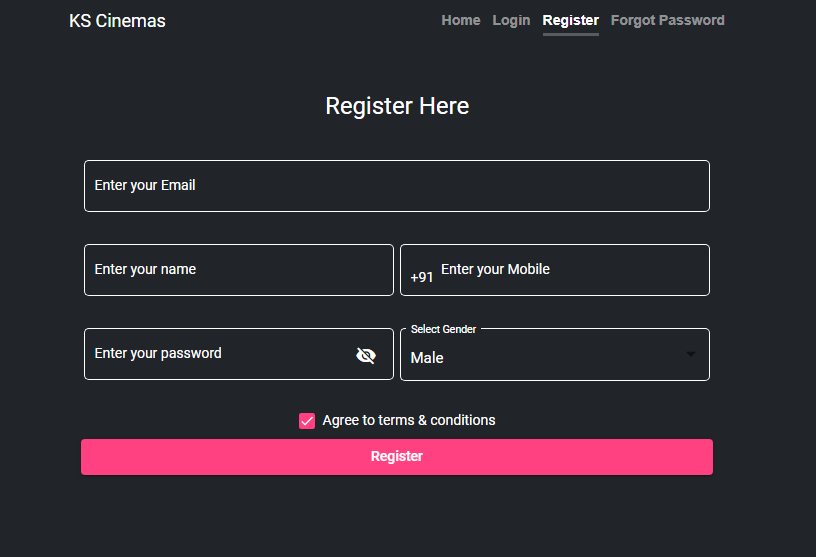 KS Cinemas Home Login Register Forgot Password
Register Here
Enter your Email
Enter your name
+91 Enter your Mobile
Enter your password
Select Gender
Male
Agree to terms & conditions
Register